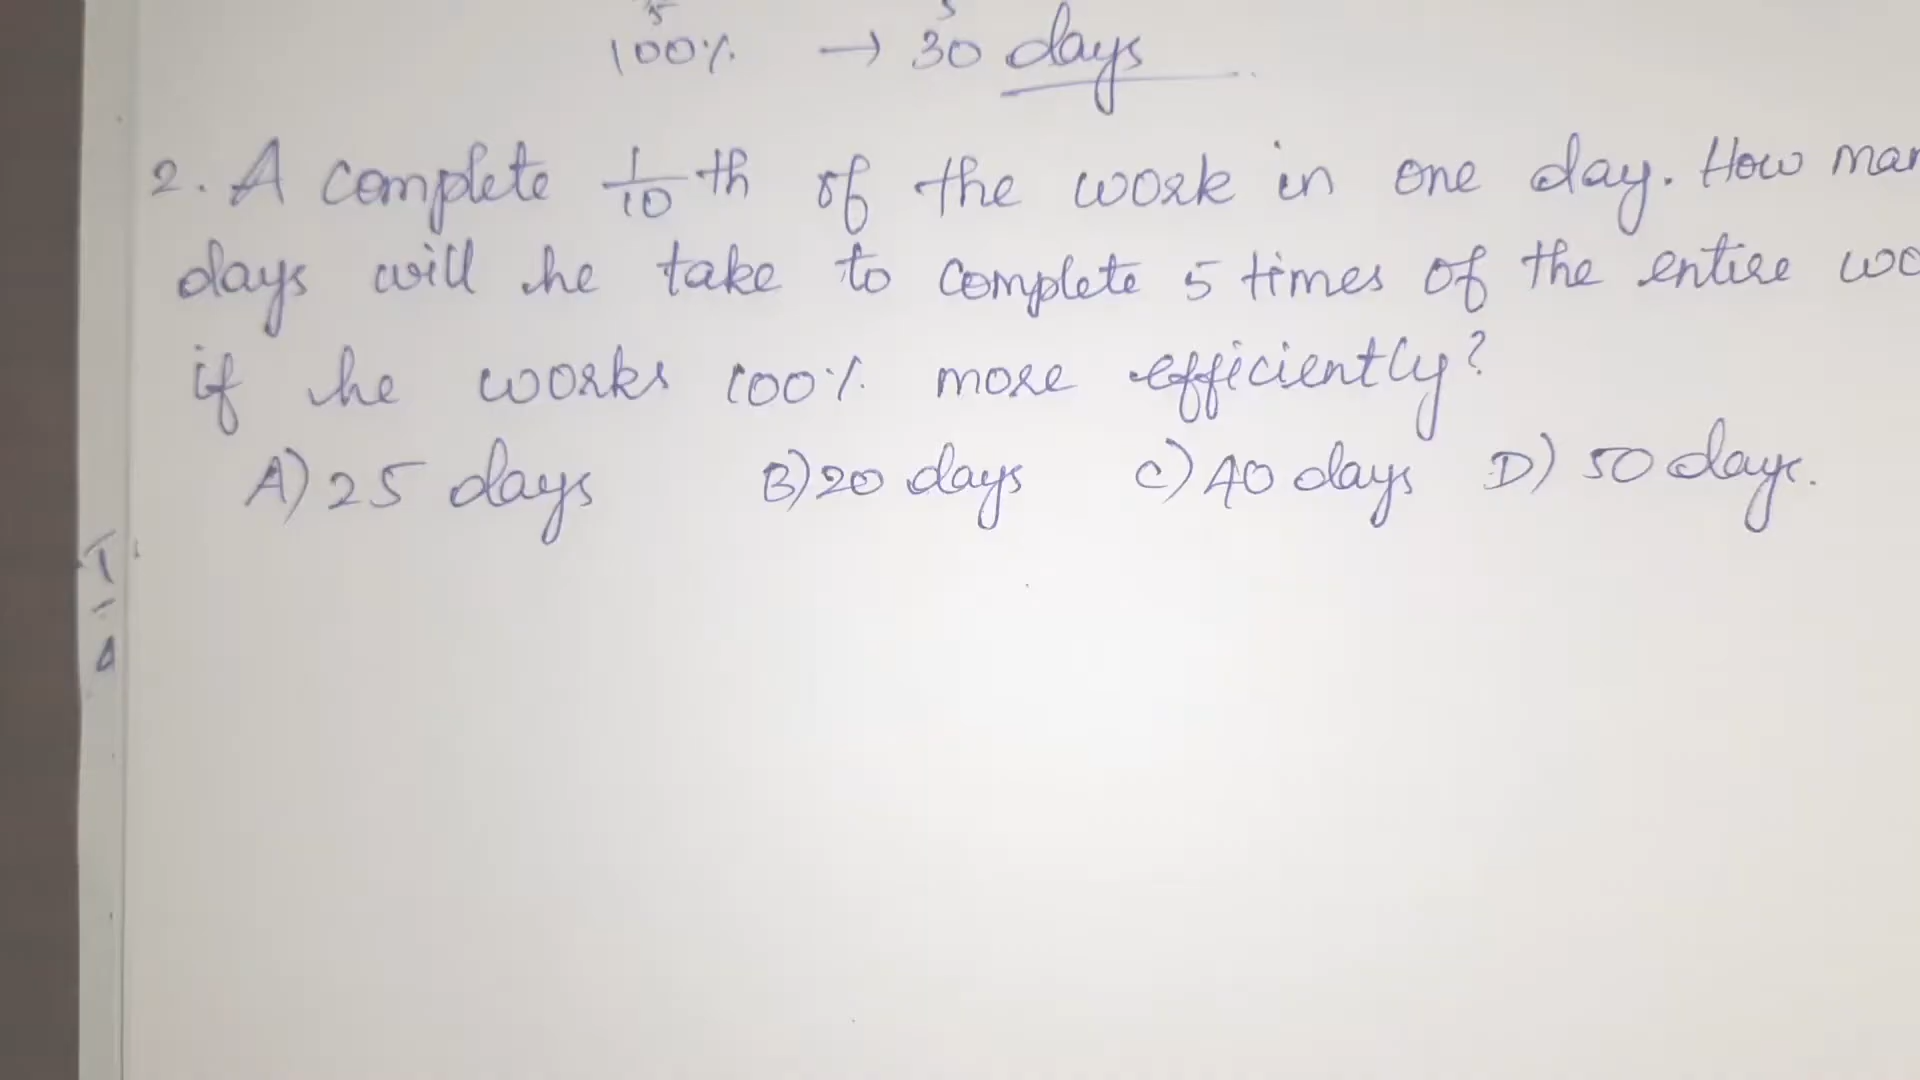 100% → 30 days
2. A complete 1/10 th of the work in one day. How
days will he take to complete 5 times of the entire
if he works 100% more efficiently?
A) 25 days B) 20 days C) 40 days D) 50 days.